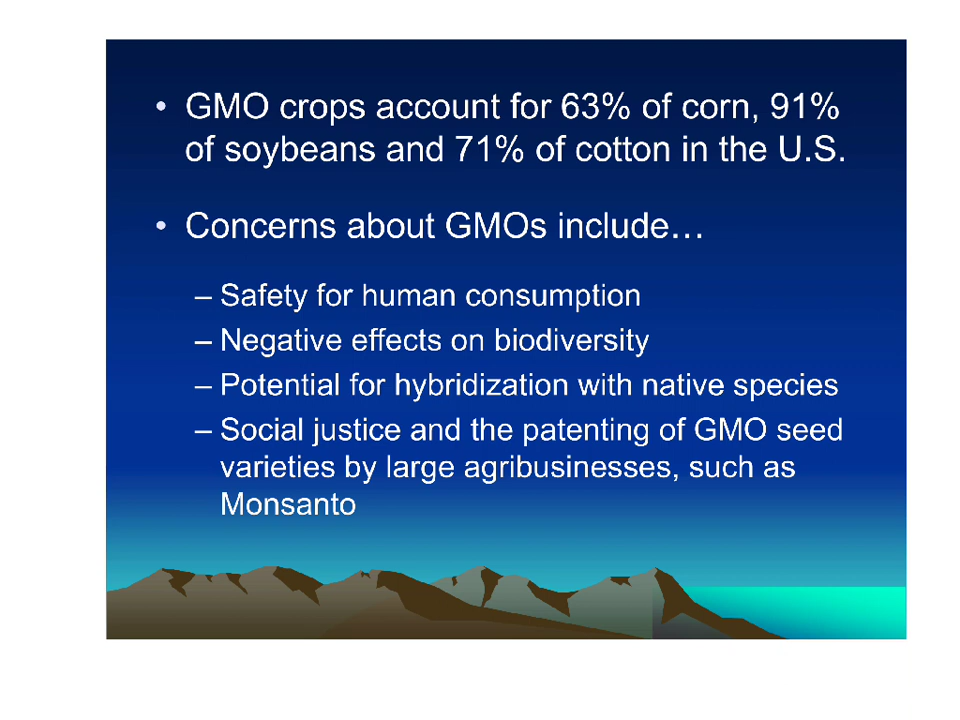 • GMO crops account for 63% of corn, 91%
of soybeans and 71% of cotton in the U.S.
• Concerns about GMOs include…
– Safety for human consumption
– Negative effects on biodiversity
– Potential for hybridization with native species
– Social justice and the patenting of GMO seed
varieties by large agribusinesses, such as
Monsanto